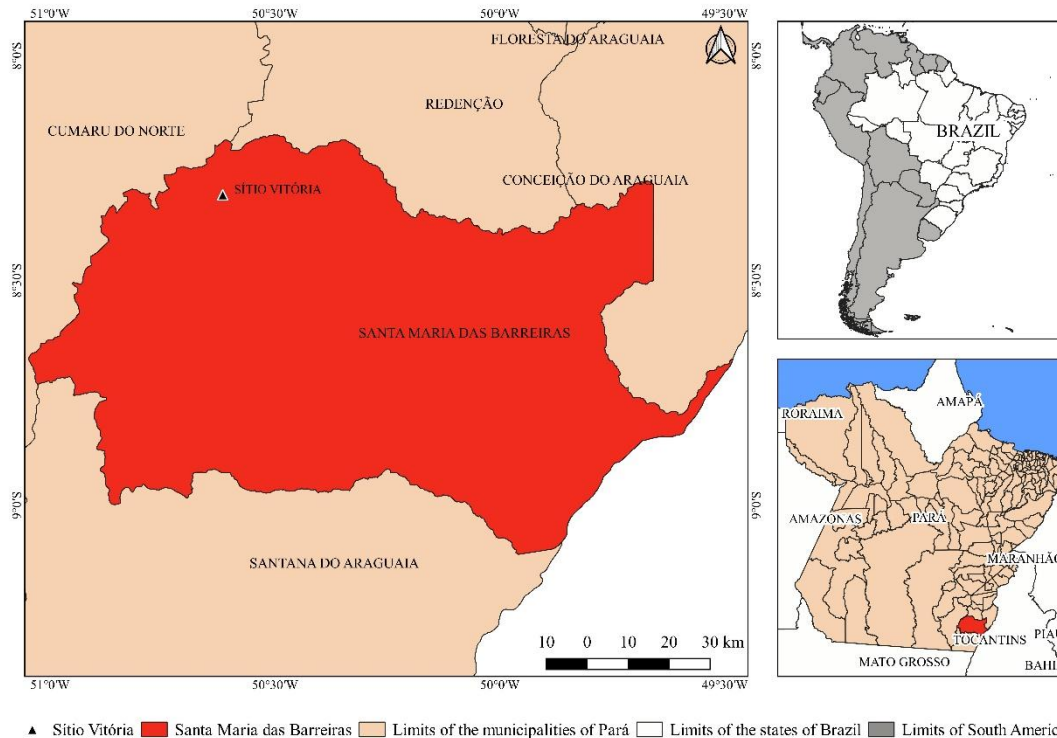 51°0'W 50°30'W 50°0'W 49°30'W
8°0'S
8°0'S
FLORESTA DO ARAGUAIA
REDENÇÃO
CUMARU DO NORTE
CONCEIÇÃO DO ARAGUAIA
SÍTIO VITÓRIA
8°30'S
8°30'S
SANTA MARIA DAS BARREIRAS
9°0'S
9°0'S
SANTANA DO ARAGUAIA
10 0 10 20 30 km
51°0'W 50°30'W 50°0'W 49°30'W
BRAZIL
AMAPÁ
RORAIMA
AMAZONAS
PARÁ
MARANHÃO
TOCANTINS
PIAU
MATO GROSSO
BAHI
Sítio Vitória Santa Maria das Barreiras Limits of the municipalities of Pará Limits of the states of Brazil Limits of South Americ